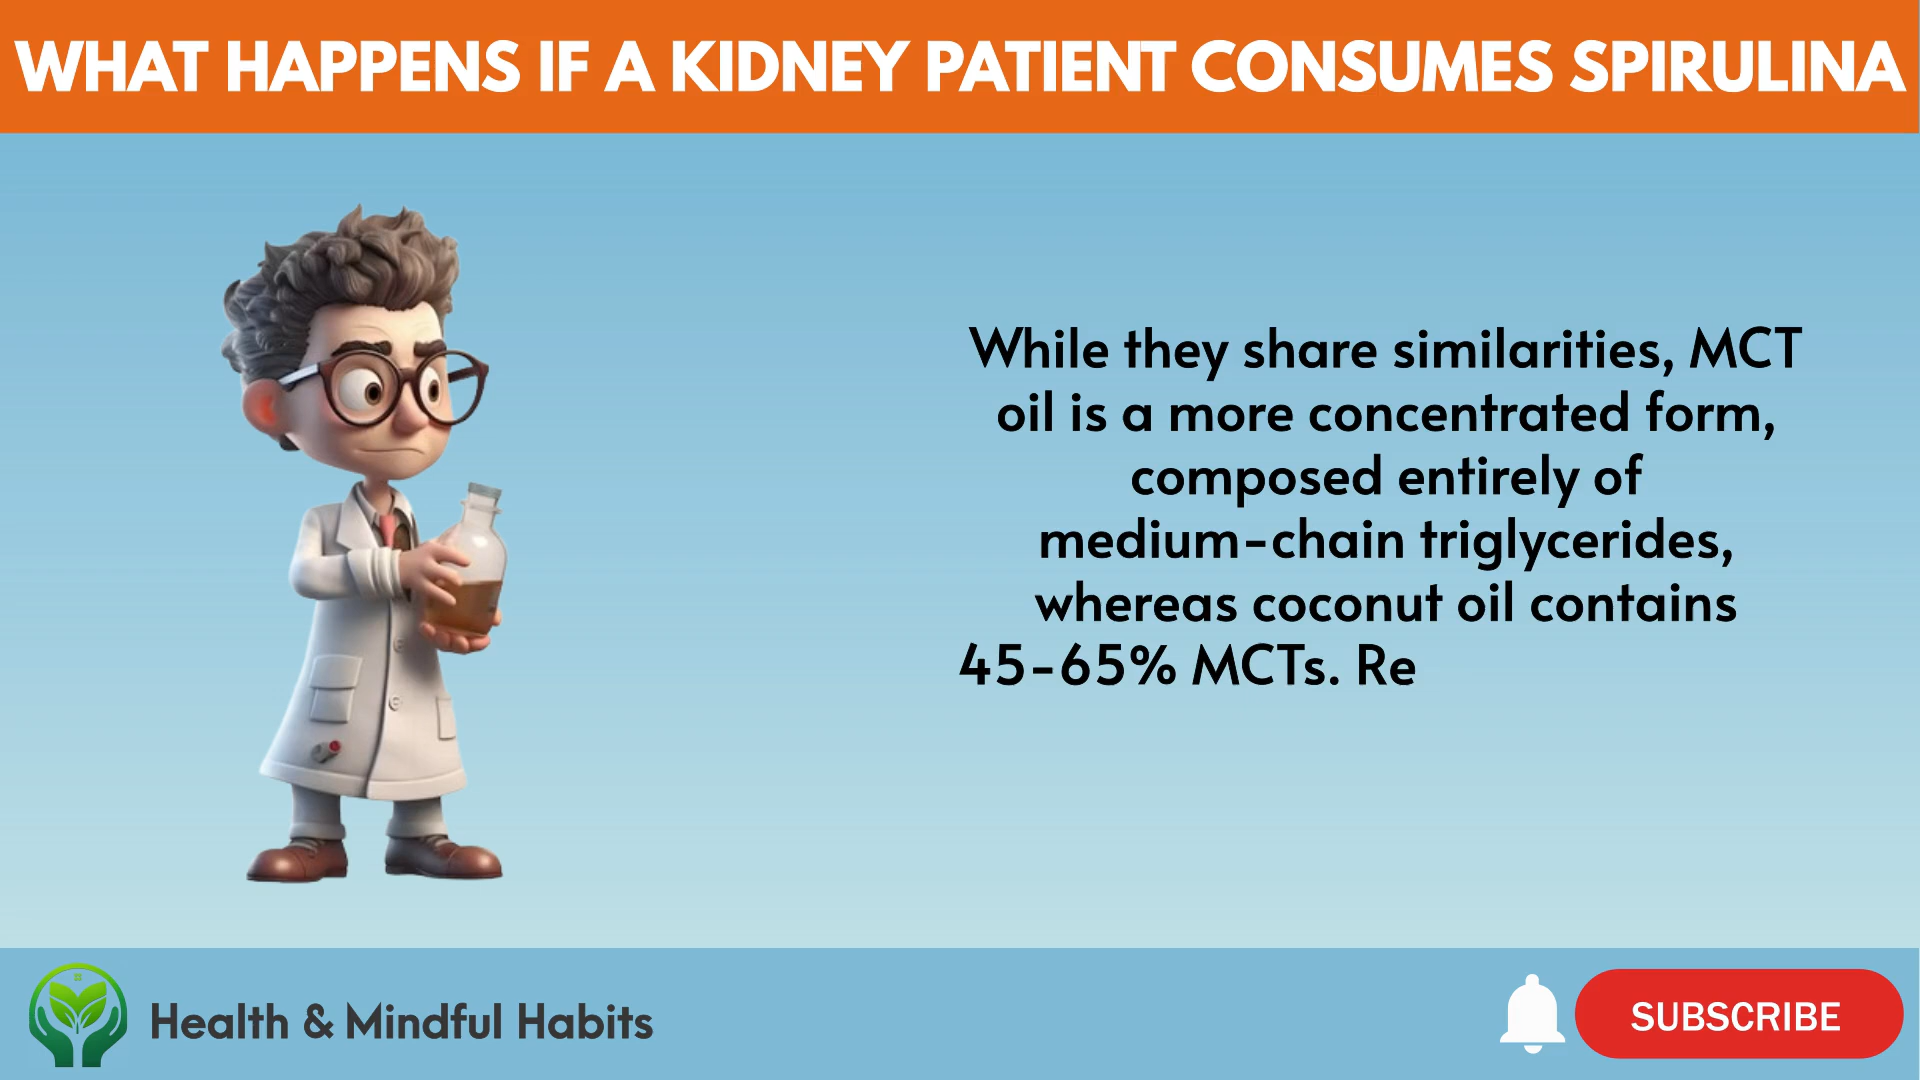 WHAT HAPPENS IF A KIDNEY PATIENT CONSUMES SPIRULINA
While they share similarities, MCT
oil is a more concentrated form,
composed entirely of
medium-chain triglycerides,
whereas coconut oil contains
45-65% MCTs. Re
Health & Mindful Habits
SUBSCRIBE